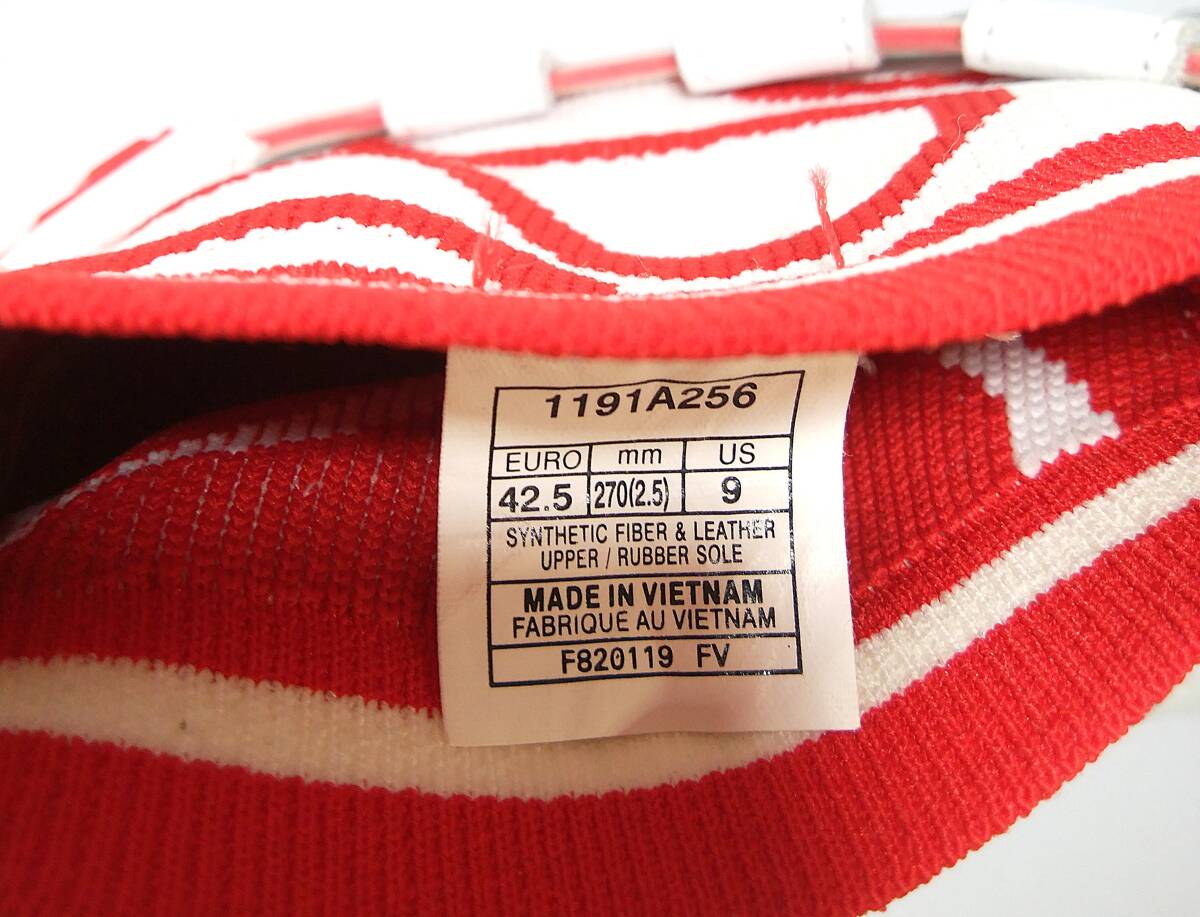 1191A256
EURO mm US
42.5 270(2.5) 9
SYNTHETIC FIBER & LEATHER
UPPER / RUBBER SOLE
MADE IN VIETNAM
FABRIQUE AU VIETNAM
F820119 FV